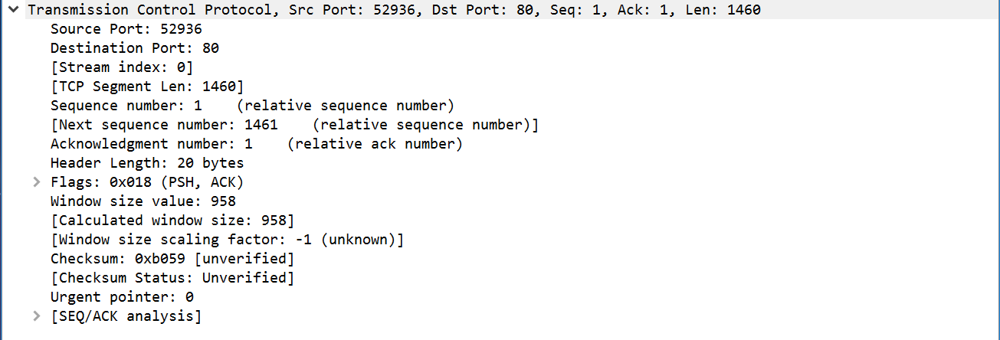 Transmission Control Protocol, Src Port: 52936, Dst Port: 80, Seq: 1, Ack: 1, Len: 1460
Source Port: 52936
Destination Port: 80
[Stream index: 0]
[TCP Segment Len: 1460]
Sequence number: 1    (relative sequence number)
[Next sequence number: 1461    (relative sequence number)]
Acknowledgment number: 1    (relative ack number)
Header Length: 20 bytes
Flags: 0x018 (PSH, ACK)
Window size value: 958
[Calculated window size: 958]
[Window size scaling factor: -1 (unknown)]
Checksum: 0xb059 [unverified]
[Checksum Status: Unverified]
Urgent pointer: 0
[SEQ/ACK analysis]